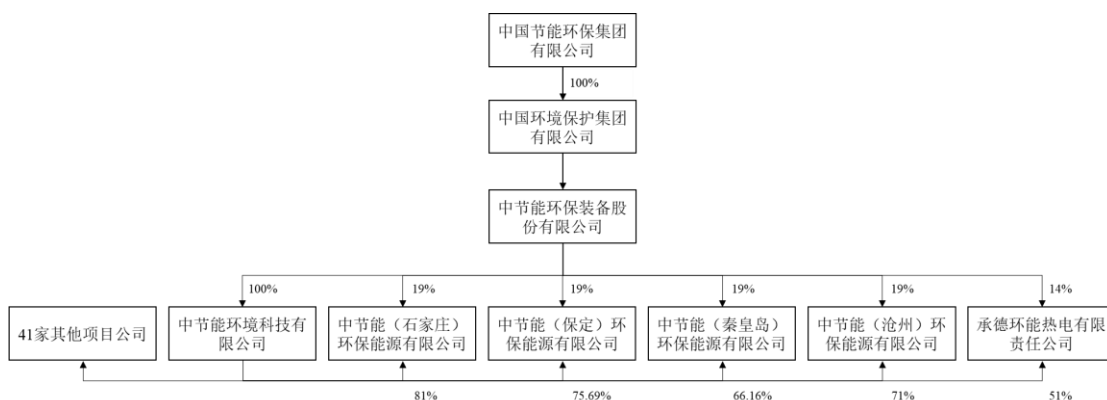 中国节能环保集团
有限公司
100%
中国环境保护集团
有限公司
中节能环保装备股
份有限公司
100%
19%
19%
19%
19%
14%
41家其他项目公司
中节能环境科技有
限公司
中节能（石家庄）
环保能源有限公司
中节能（保定）环
保能源有限公司
中节能（秦皇岛）
环保能源有限公司
中节能（沧州）环
保能源有限公司
承德环能热电有限
责任公司
81%
75.69%
66.16%
71%
51%